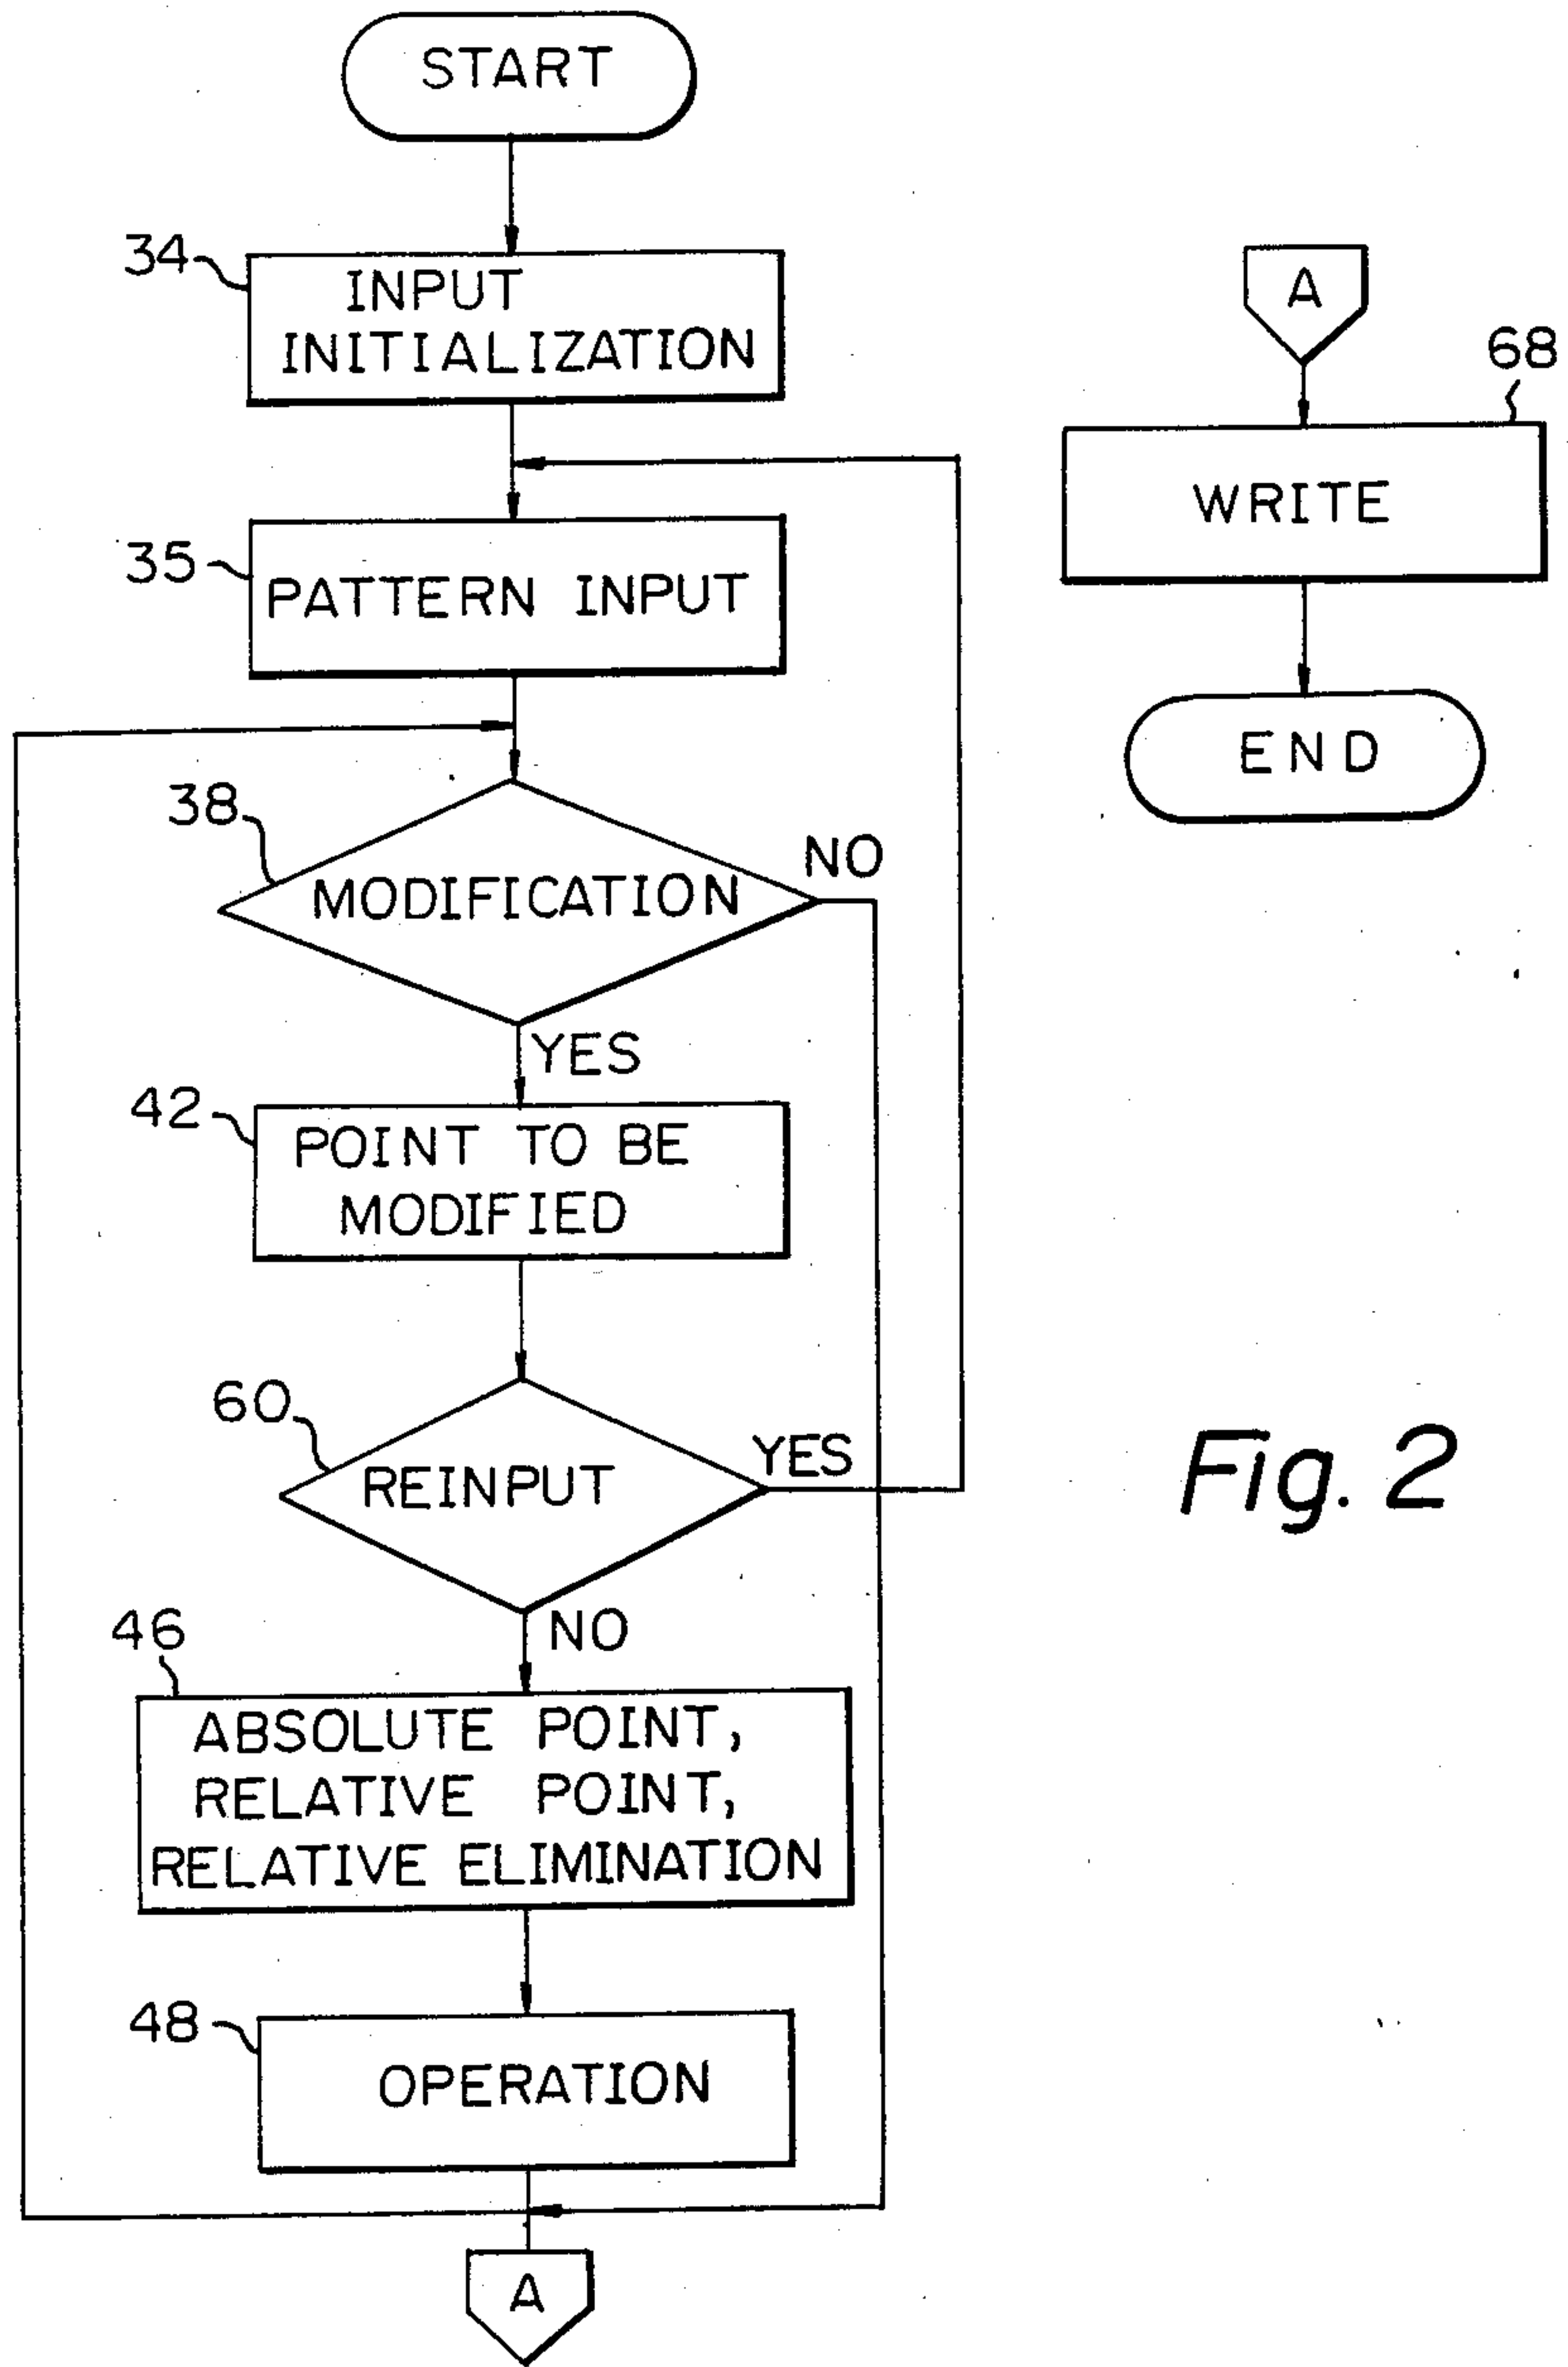 START
34
INPUT
INITIALIZATION
35
PATTERN INPUT
38
MODIFICATION
NO
YES
42
POINT TO BE
MODIFIED
60
REINPUT
YES
NO
46
ABSOLUTE POINT,
RELATIVE POINT,
RELATIVE ELIMINATION
48
OPERATION
A
A
68
WRITE
END
Fig. 2